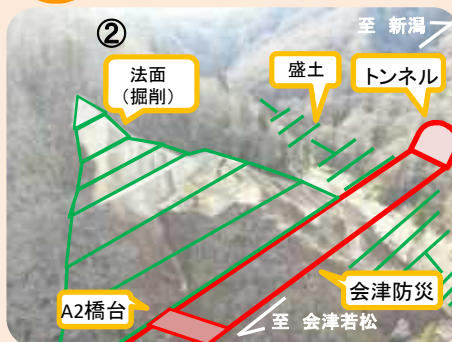 ②
至 新潟
法面
（掘削）
盛土
トンネル
A2橋台
会津防災
至 会津若松